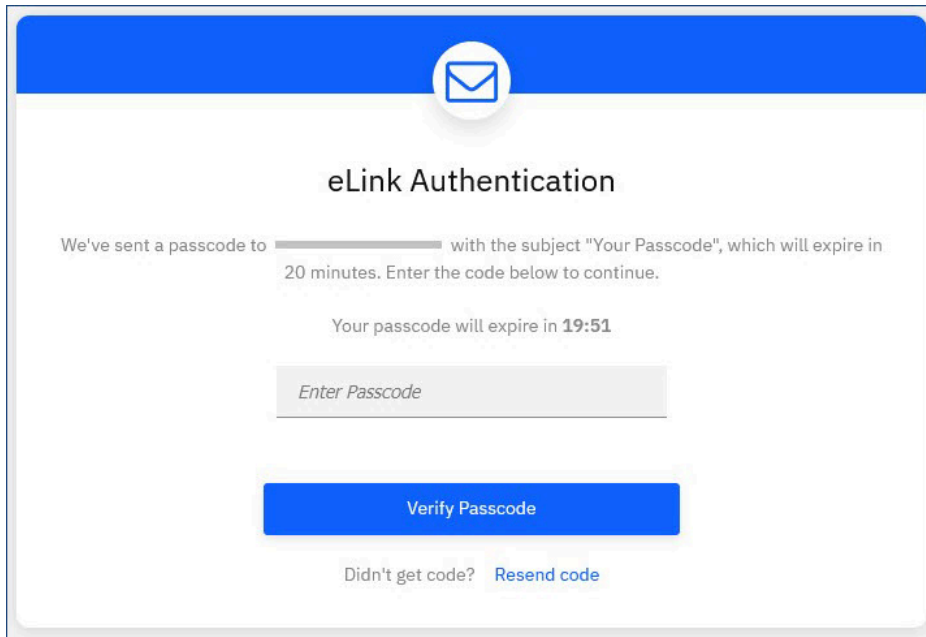 eLink Authentication
We've sent a passcode to with the subject "Your Passcode", which will expire in
20 minutes. Enter the code below to continue.
Your passcode will expire in 19:51
Enter Passcode
Verify Passcode
Didn't get code? Resend code